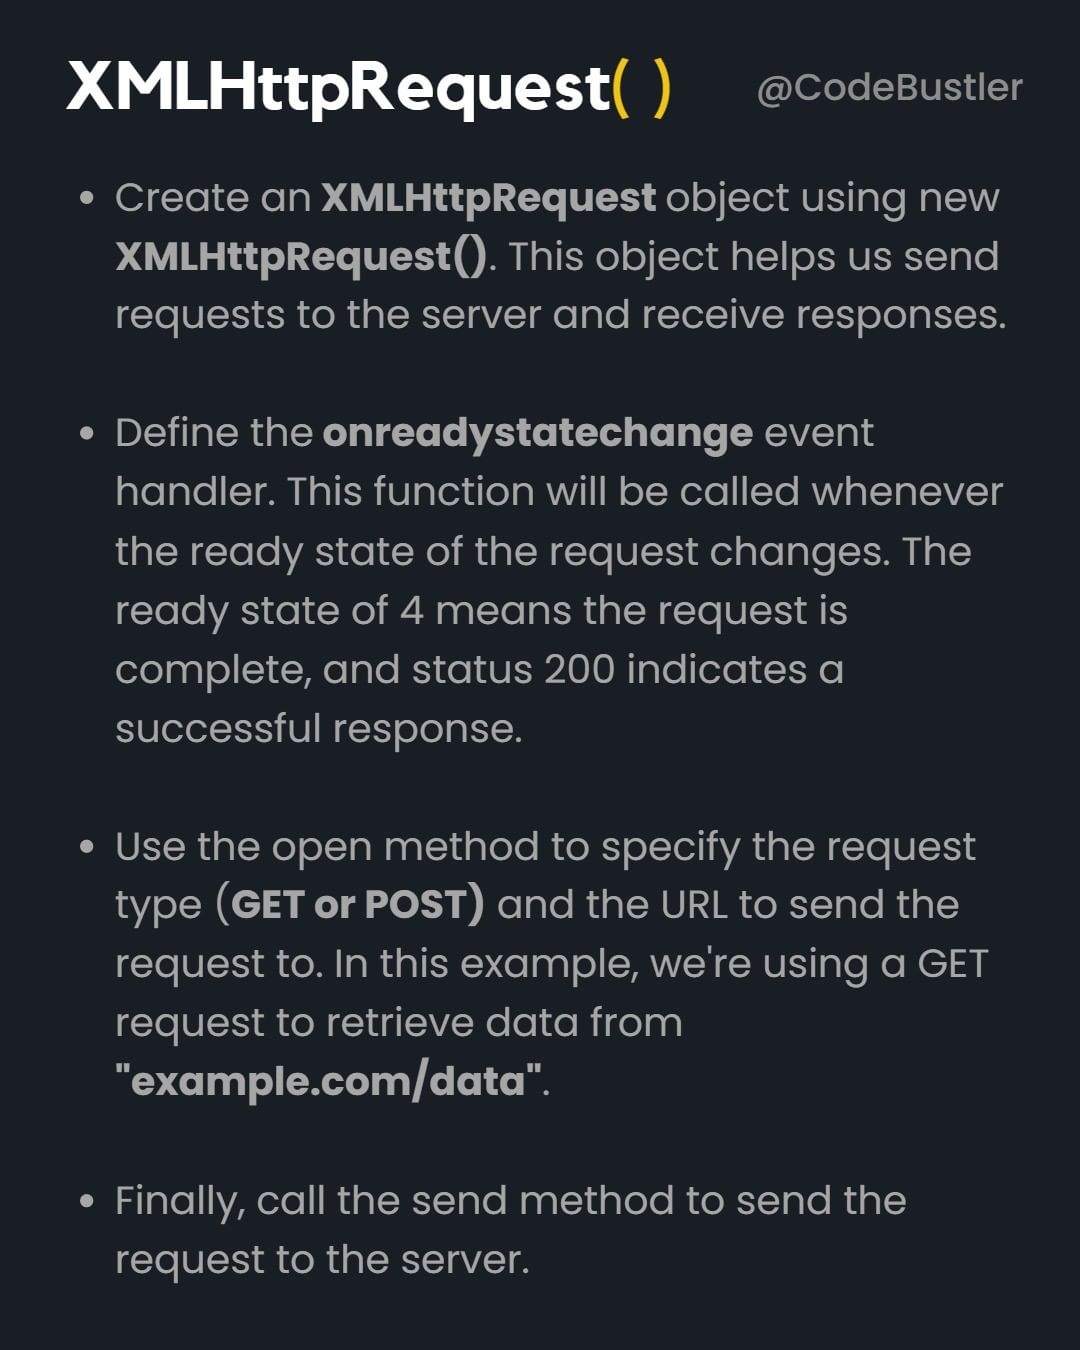 XMLHttpRequest( )
@CodeBustler
• Create an XMLHttpRequest object using new
XMLHttpRequest(). This object helps us send
requests to the server and receive responses.
• Define the onreadystatechange event
handler. This function will be called whenever
the ready state of the request changes. The
ready state of 4 means the request is
complete, and status 200 indicates a
successful response.
• Use the open method to specify the request
type (GET or POST) and the URL to send the
request to. In this example, we're using a GET
request to retrieve data from
"example.com/data".
• Finally, call the send method to send the
request to the server.